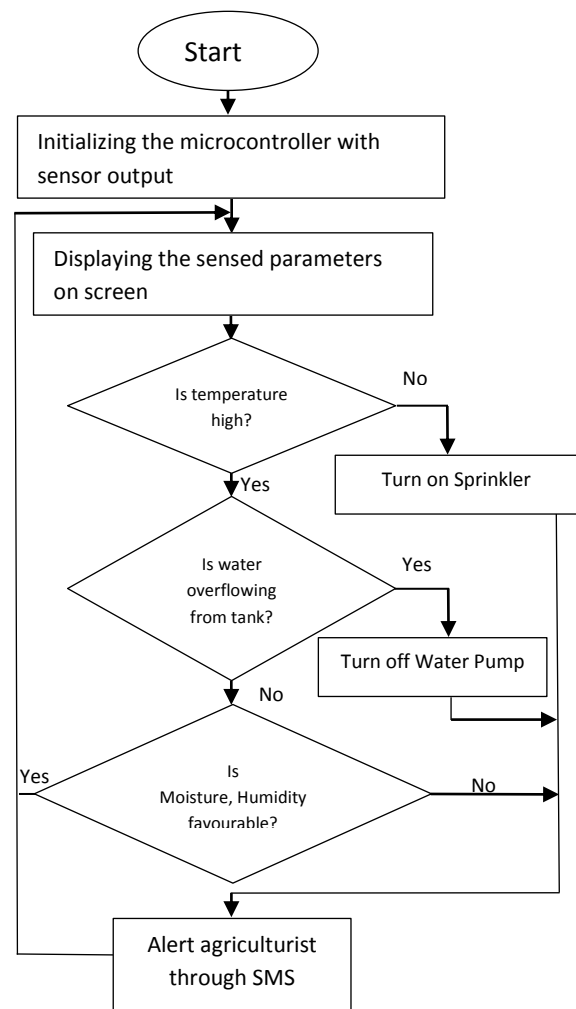 Start
Initializing the microcontroller with
sensor output
Displaying the sensed parameters
on screen
Is temperature
high?
No
Turn on Sprinkler
Yes
Is water
overflowing
from tank?
Yes
Turn off Water Pump
No
Is
Moisture, Humidity
favourable?
Yes
No
Alert agriculturist
through SMS